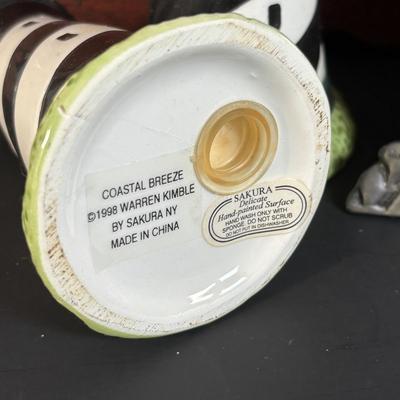 COASTAL BREEZE
©1998 WARREN KIMBLE
BY SAKURA NY
MADE IN CHINA
SAKURA
Delicate
Hand-painted Surface
HAND WASH ONLY WITH
SPONGE DO NOT SCRUB
DO NOT PUT IN DISHWASHER